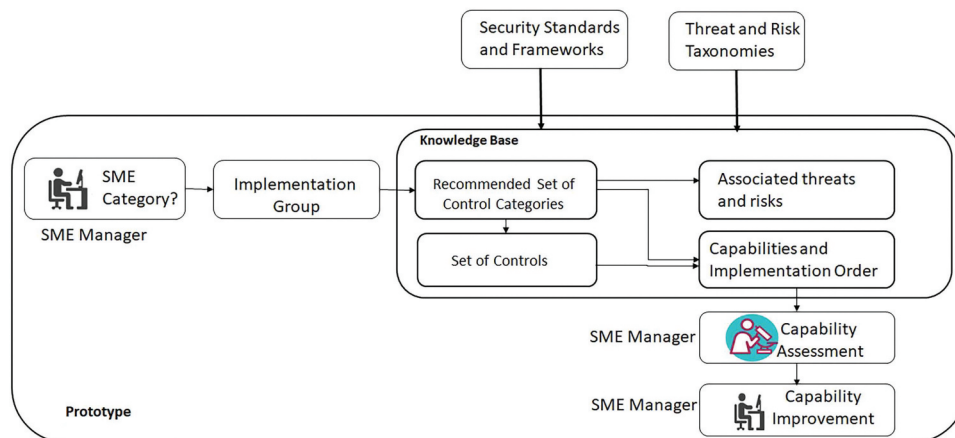 Security Standards
and Frameworks
Threat and Risk
Taxonomies
Knowledge Base
SME
Category?
SME Manager
Implementation
Group
Recommended Set of
Control Categories
Associated threats
and risks
Set of Controls
Capabilities and
Implementation Order
SME Manager
Capability
Assessment
SME Manager
Capability
Improvement
Prototype